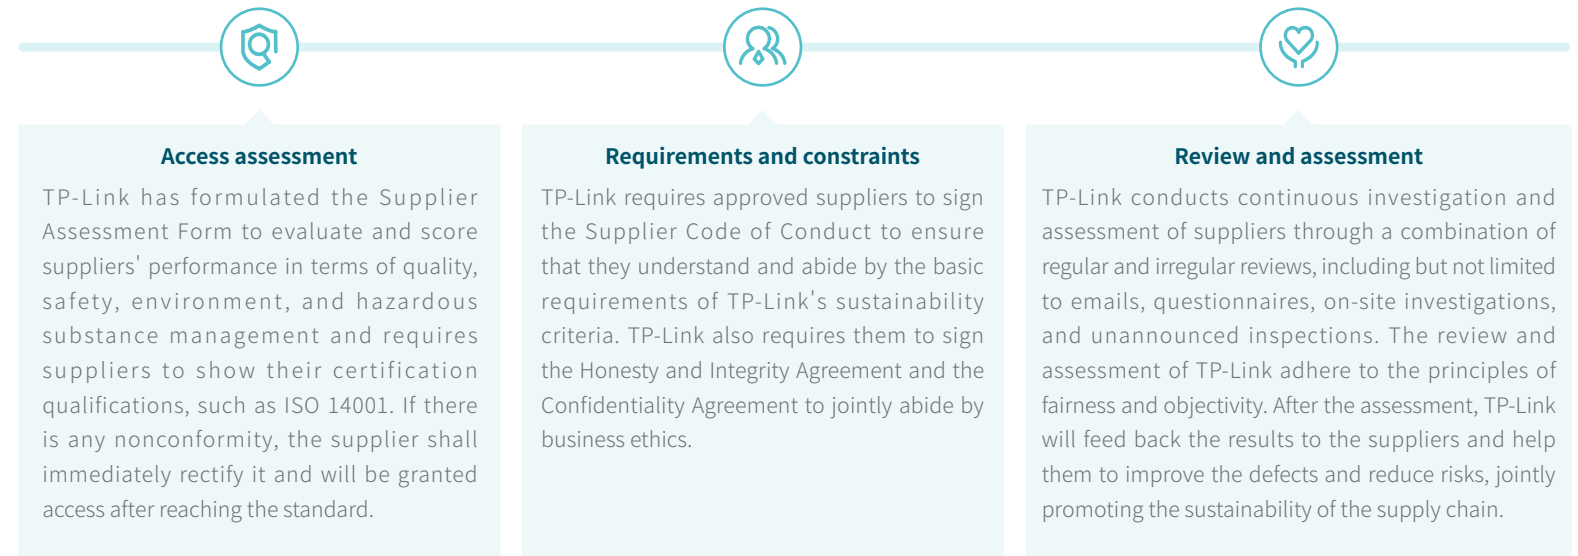 Access assessment
TP-Link has formulated the Supplier
Assessment Form to evaluate and score
suppliers' performance in terms of quality,
safety, environment, and hazardous
substance management and requires
suppliers to show their certification
qualifications, such as ISO 14001. If there
is any nonconformity, the supplier shall
immediately rectify it and will be granted
access after reaching the standard.
Requirements and constraints
TP-Link requires approved suppliers to sign
the Supplier Code of Conduct to ensure
that they understand and abide by the basic
requirements of TP-Link's sustainability
criteria. TP-Link also requires them to sign
the Honesty and Integrity Agreement and the
Confidentiality Agreement to jointly abide by
business ethics.
Review and assessment
TP-Link conducts continuous investigation and
assessment of suppliers through a combination of
regular and irregular reviews, including but not limited
to emails, questionnaires, on-site investigations,
and unannounced inspections. The review and
assessment of TP-Link adhere to the principles of
fairness and objectivity. After the assessment, TP-Link
will feed back the results to the suppliers and help
them to improve the defects and reduce risks, jointly
promoting the sustainability of the supply chain.